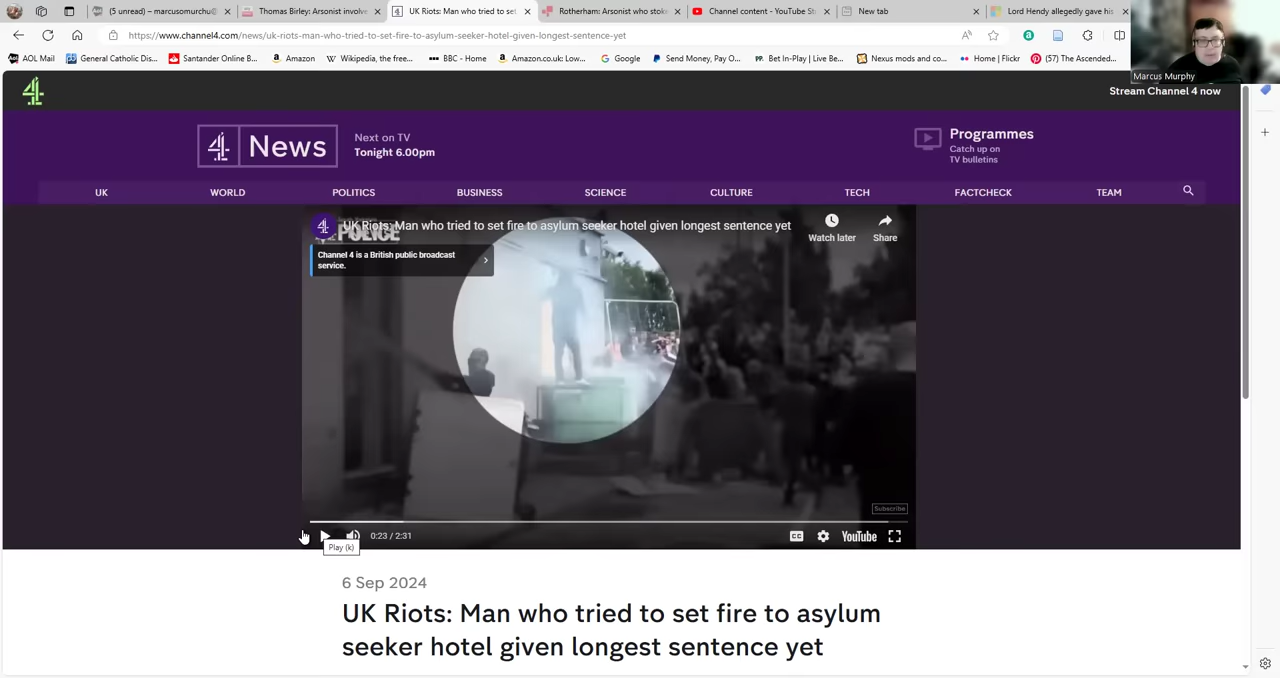 (5 unread) – marcusomurchu@
Thomas Birley: Arsonist involv
UK Riots: Man who tried to set
Rotherham: Arsonist who stok
Channel content - YouTube St
New tab
Lord Hendy allegedly gave his
https://www.channel4.com/news/uk-riots-man-who-tried-to-set-fire-to-asylum-seeker-hotel-given-longest-sentence-yet
AOL Mail
General Catholic Dis...
Santander Online B...
Amazon
Wikipedia, the free...
BBC - Home
Amazon.co.uk: Low...
Google
Send Money, Pay O...
Bet In-Play | Live Be...
Nexus mods and co...
Home | Flickr
(57) The Ascended...
Marcus Murphy
Stream Channel 4 now
4 News
Next on TV
Tonight 6.00pm
Programmes
Catch up on
TV bulletins
UK WORLD POLITICS BUSINESS SCIENCE CULTURE TECH FACTCHECK TEAM
UK Riots: Man who tried to set fire to asylum seeker hotel given longest sentence yet
POLICE
Watch later
Share
Channel 4 is a British public broadcast
service.
Subscribe
0:23 / 2:31
CC
YouTube
Play (k)
6 Sep 2024
UK Riots: Man who tried to set fire to asylum
seeker hotel given longest sentence yet